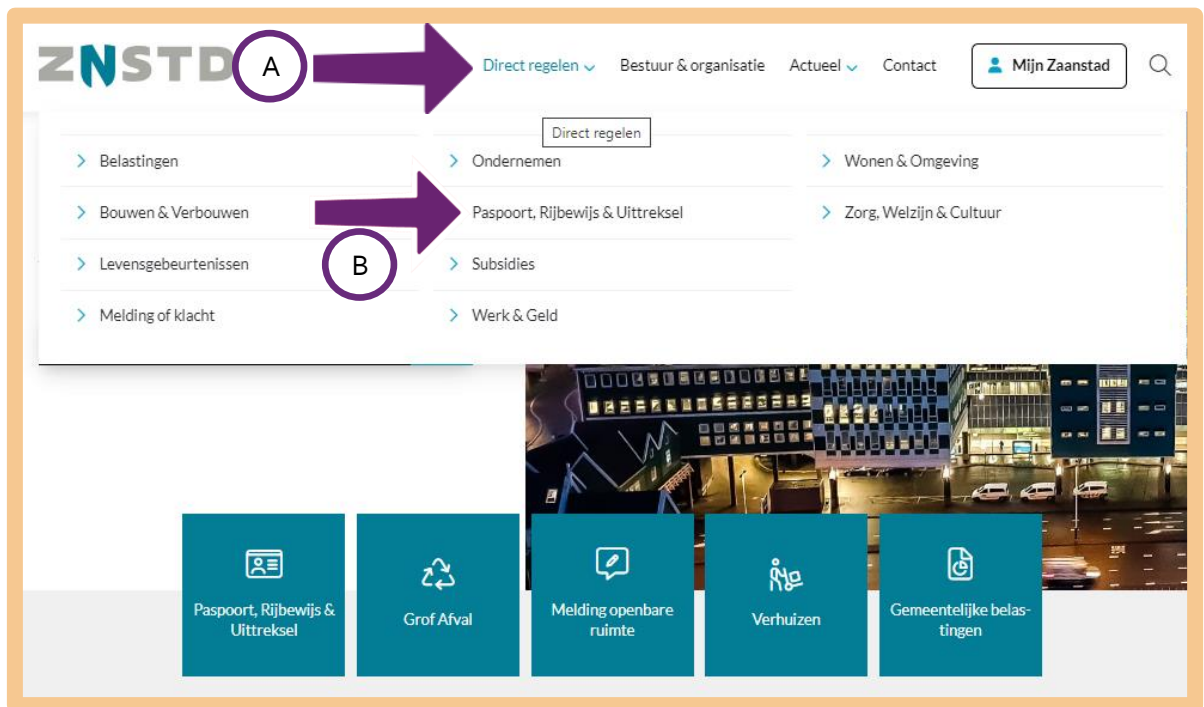 ZNSTD
A
Direct regelen
Bestuur & organisatie
Actueel
Contact
Mijn Zaanstad
Direct regelen
Belastingen
Ondernemen
Wonen & Omgeving
Bouwen & Verbouwen
Paspoort, Rijbewijs & Uittreksel
Zorg, Welzijn & Cultuur
Levensgebeurtenissen
B
Subsidies
Melding of klacht
Werk & Geld
Paspoort, Rijbewijs &
Uittreksel
Grof Afval
Melding openbare
ruimte
Verhuizen
Gemeentelijke belas-
tingen